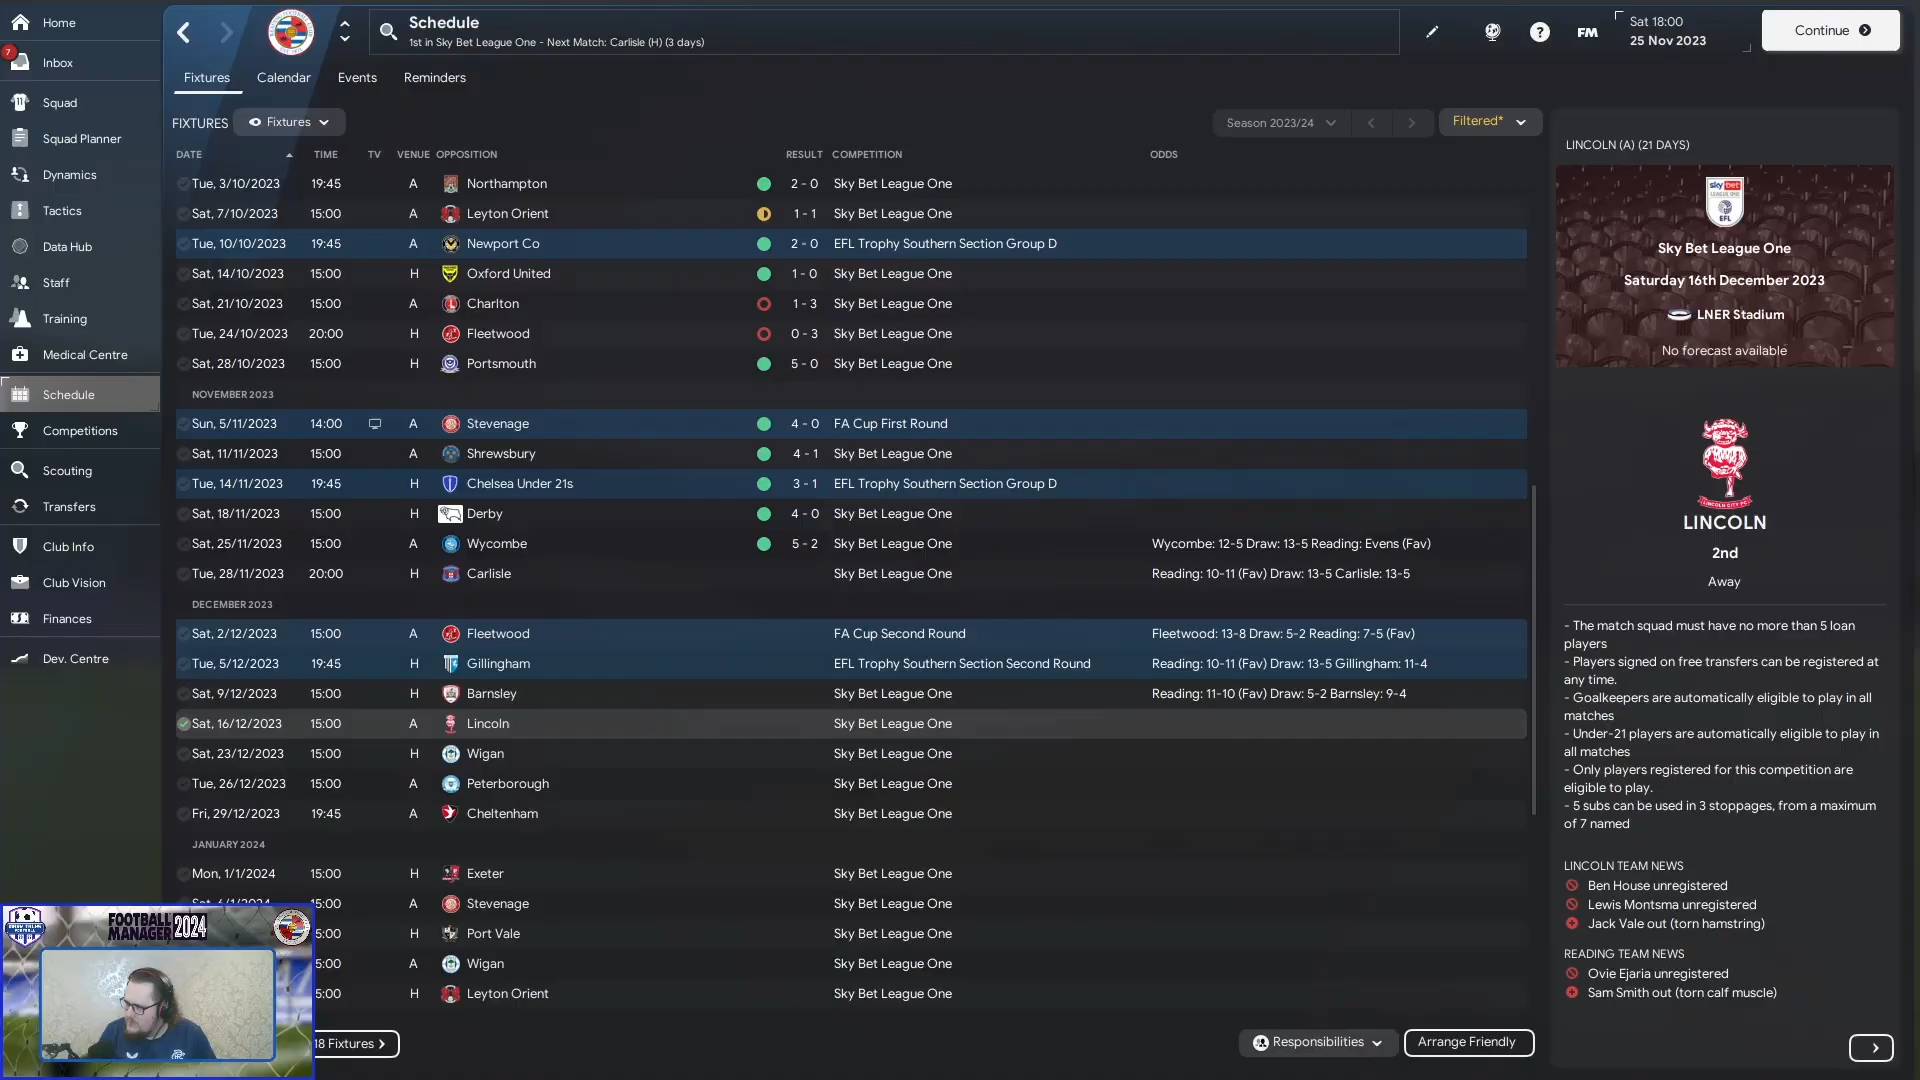 Home
7
Inbox
Squad
Squad Planner
Dynamics
Tactics
Data Hub
Staff
Training
Medical Centre
Schedule
Competitions
Scouting
Transfers
Club Info
Club Vision
Finances
Dev. Centre
Schedule
1st in Sky Bet League One - Next Match: Carlisle (H) (3 days)
FM
Sat 18:00
25 Nov 2023
Continue
Fixtures Calendar Events Reminders
FIXTURES Fixtures
Season 2023/24
Filtered*
DATE TIME TV VENUE OPPOSITION RESULT COMPETITION ODDS
Tue, 3/10/2023 19:45 A Northampton 2 - 0 Sky Bet League One
Sat, 7/10/2023 15:00 A Leyton Orient 1 - 1 Sky Bet League One
Tue, 10/10/2023 19:45 A Newport Co 2 - 0 EFL Trophy Southern Section Group D
Sat, 14/10/2023 15:00 H Oxford United 1 - 0 Sky Bet League One
Sat, 21/10/2023 15:00 A Charlton 1 - 3 Sky Bet League One
Tue, 24/10/2023 20:00 H Fleetwood 0 - 3 Sky Bet League One
Sat, 28/10/2023 15:00 H Portsmouth 5 - 0 Sky Bet League One
NOVEMBER 2023
Sun, 5/11/2023 14:00 A Stevenage 4 - 0 FA Cup First Round
Sat, 11/11/2023 15:00 A Shrewsbury 4 - 1 Sky Bet League One
Tue, 14/11/2023 19:45 H Chelsea Under 21s 3 - 1 EFL Trophy Southern Section Group D
Sat, 18/11/2023 15:00 H Derby 4 - 0 Sky Bet League One
Sat, 25/11/2023 15:00 A Wycombe 5 - 2 Sky Bet League One Wycombe: 12-5 Draw: 13-5 Reading: Evens (Fav)
Tue, 28/11/2023 20:00 H Carlisle Sky Bet League One Reading: 10-11 (Fav) Draw: 13-5 Carlisle: 13-5
DECEMBER 2023
Sat, 2/12/2023 15:00 A Fleetwood FA Cup Second Round Fleetwood: 13-8 Draw: 5-2 Reading: 7-5 (Fav)
Tue, 5/12/2023 19:45 H Gillingham EFL Trophy Southern Section Second Round Reading: 10-11 (Fav) Draw: 13-5 Gillingham: 11-4
Sat, 9/12/2023 15:00 H Barnsley Sky Bet League One Reading: 11-10 (Fav) Draw: 5-2 Barnsley: 9-4
Sat, 16/12/2023 15:00 A Lincoln Sky Bet League One
Sat, 23/12/2023 15:00 H Wigan Sky Bet League One
Tue, 26/12/2023 15:00 A Peterborough Sky Bet League One
Fri, 29/12/2023 19:45 A Cheltenham Sky Bet League One
JANUARY 2024
Mon, 1/1/2024 15:00 H Exeter Sky Bet League One
Sat, 6/1/2024 5:00 A Stevenage Sky Bet League One
5:00 H Port Vale Sky Bet League One
5:00 A Wigan Sky Bet League One
5:00 H Leyton Orient Sky Bet League One
18 Fixtures
Responsibilities
Arrange Friendly
LINCOLN (A) (21 DAYS)
sky bet
LEAGUE ONE
EFL
Sky Bet League One
Saturday 16th December 2023
LNER Stadium
No forecast available
LINCOLN CITY FC
LINCOLN
2nd
Away
- The match squad must have no more than 5 loan
players
- Players signed on free transfers can be registered at
any time.
- Goalkeepers are automatically eligible to play in all
matches
- Under-21 players are automatically eligible to play in
all matches
- Only players registered for this competition are
eligible to play.
- 5 subs can be used in 3 stoppages, from a maximum
of 7 named
LINCOLN TEAM NEWS
Ben House unregistered
Lewis Montsma unregistered
Jack Vale out (torn hamstring)
READING TEAM NEWS
Ovie Ejaria unregistered
Sam Smith out (torn calf muscle)
FOOTBALL
MANAGER 2024